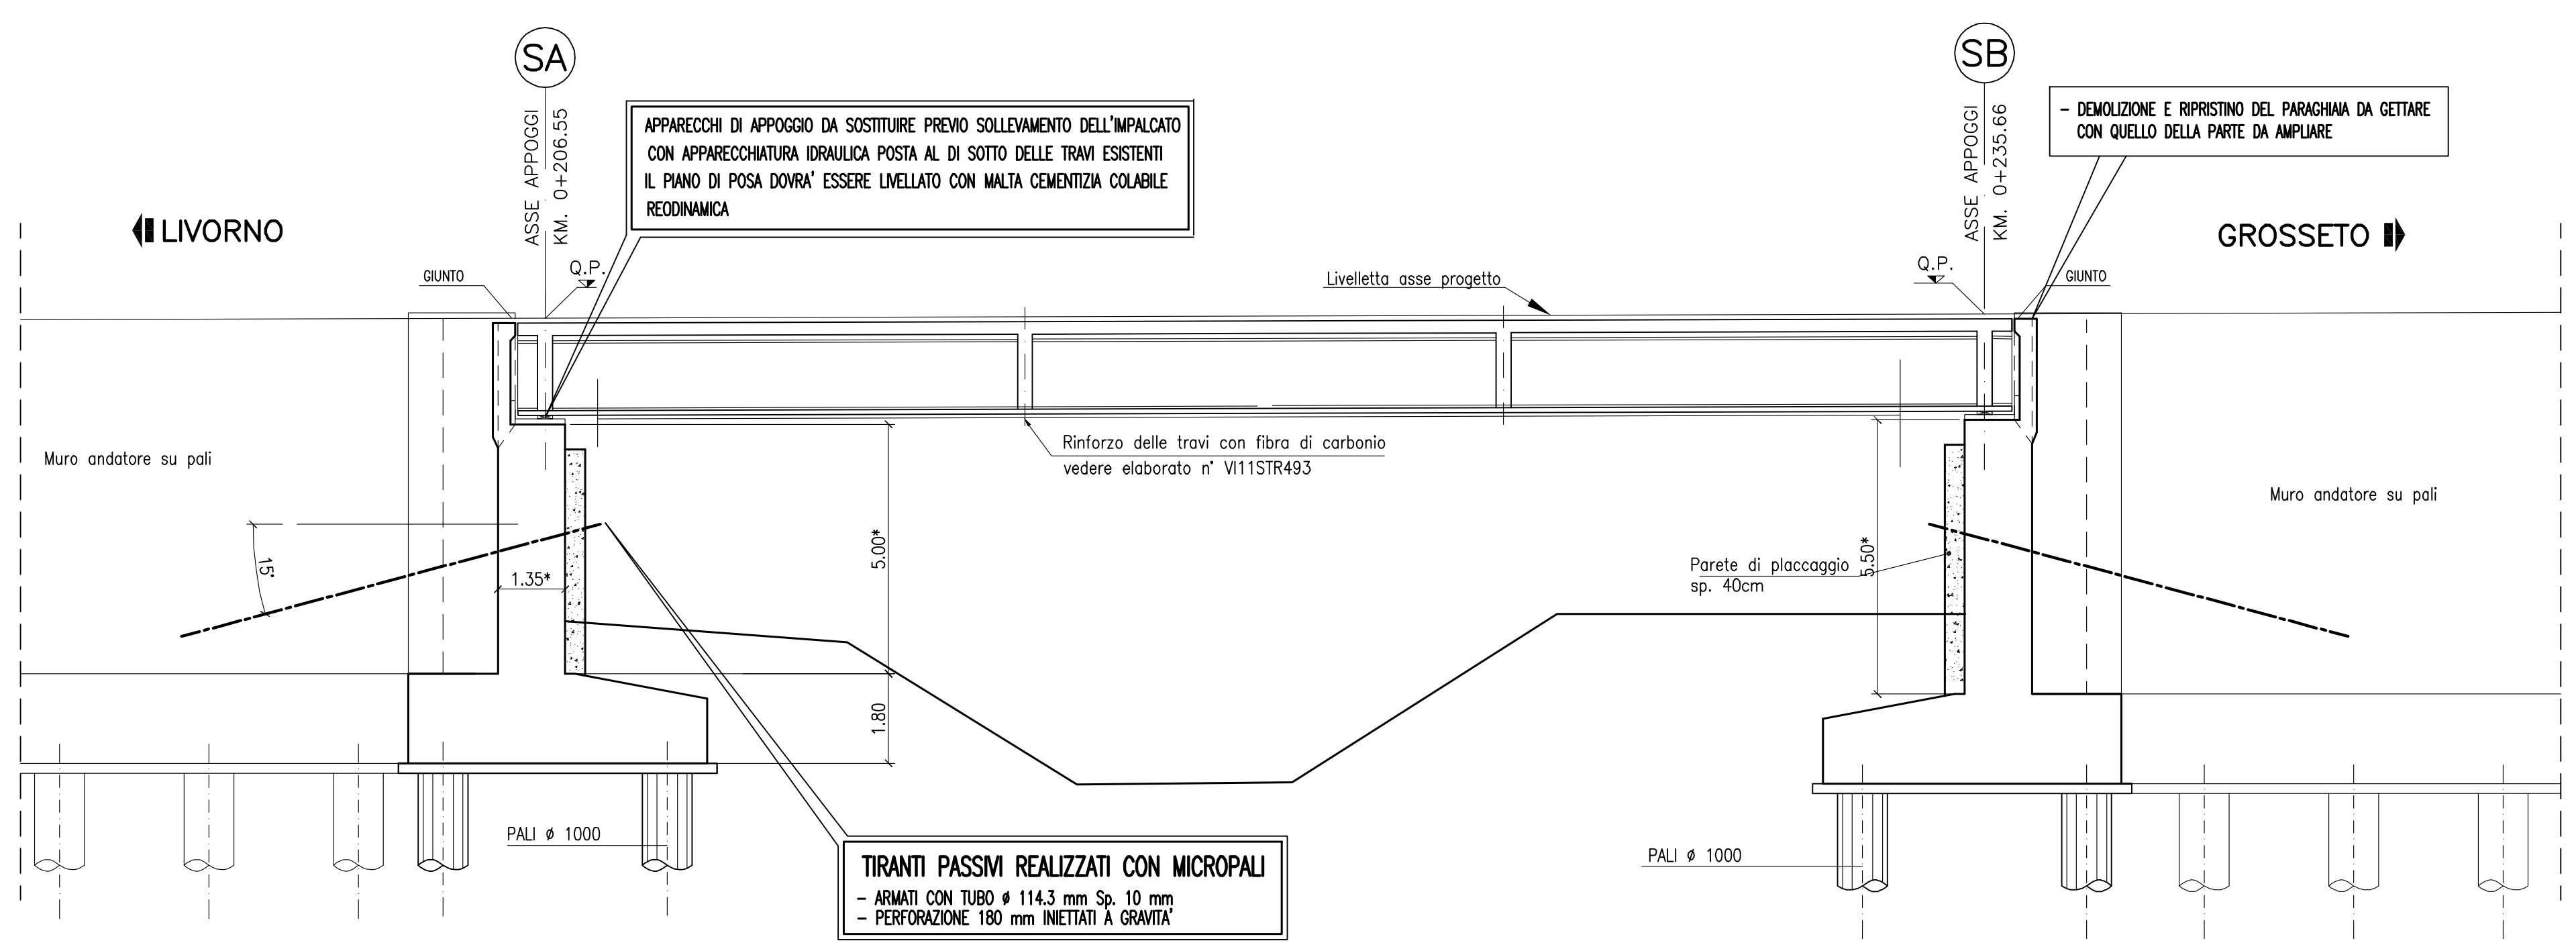 SA
SB
ASSE APPOGGI
KM. 0+206.55
APPARECCHI DI APPOGGIO DA SOSTITUIRE PREVIO SOLLEVAMENTO DELL'IMPALCATO
CON APPARECCHIATURA IDRAULICA POSTA AL DI SOTTO DELLE TRAVI ESISTENTI
IL PIANO DI POSA DOVRA' ESSERE LIVELLATO CON MALTA CEMENTIZIA COLABILE
REODINAMICA
ASSE APPOGGI
KM. 0+235.66
- DEMOLIZIONE E RIPRISTINO DEL PARAGHIAIA DA GETTARE
CON QUELLO DELLA PARTE DA AMPLIARE
LIVORNO
GROSSETO
GIUNTO
Q.P.
Livelletta asse progetto
Q.P.
GIUNTO
Rinforzo delle travi con fibra di carbonio
vedere elaborato n° VI11STR493
Muro andatore su pali
Muro andatore su pali
15°
1.35*
5.00*
5.50*
Parete di placcaggio
sp. 40cm
1.80
PALI ø 1000
PALI ø 1000
TIRANTI PASSIVI REALIZZATI CON MICROPALI
- ARMATI CON TUBO ø 114.3 mm Sp. 10 mm
- PERFORAZIONE 180 mm INIETTATI A GRAVITA'